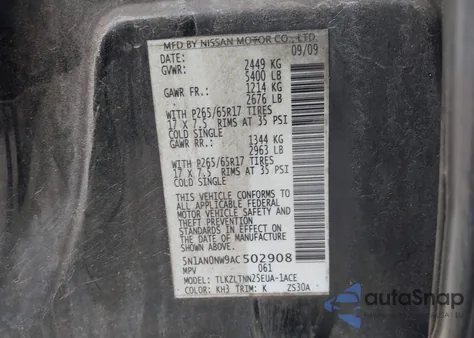 MFD BY NISSAN MOTOR CO., LTD.
DATE: 09/09
GVWR: 2449 KG
5400 LB
GAWR FR.: 1214 KG
2676 LB
WITH P265/65R17 TIRES
17 X 7.5 RIMS AT 35 PSI
COLD SINGLE
GAWR RR.: 1344 KG
2963 LB
WITH P265/65R17 TIRES
17 X 7.5 RIMS AT 35 PSI
COLD SINGLE
THIS VEHICLE CONFORMS TO
ALL APPLICABLE FEDERAL
MOTOR VEHICLE SAFETY AND
THEFT PREVENTION
STANDARDS IN EFFECT ON
THE DATE OF MANUFACTURE
SHOWN ABOVE.
5N1AN0NW9AC502908
MPV 061
MODEL: TLKZLTNN25EUA-1ACE
COLOR: KH3 TRIM: K ZS30A
autosnap